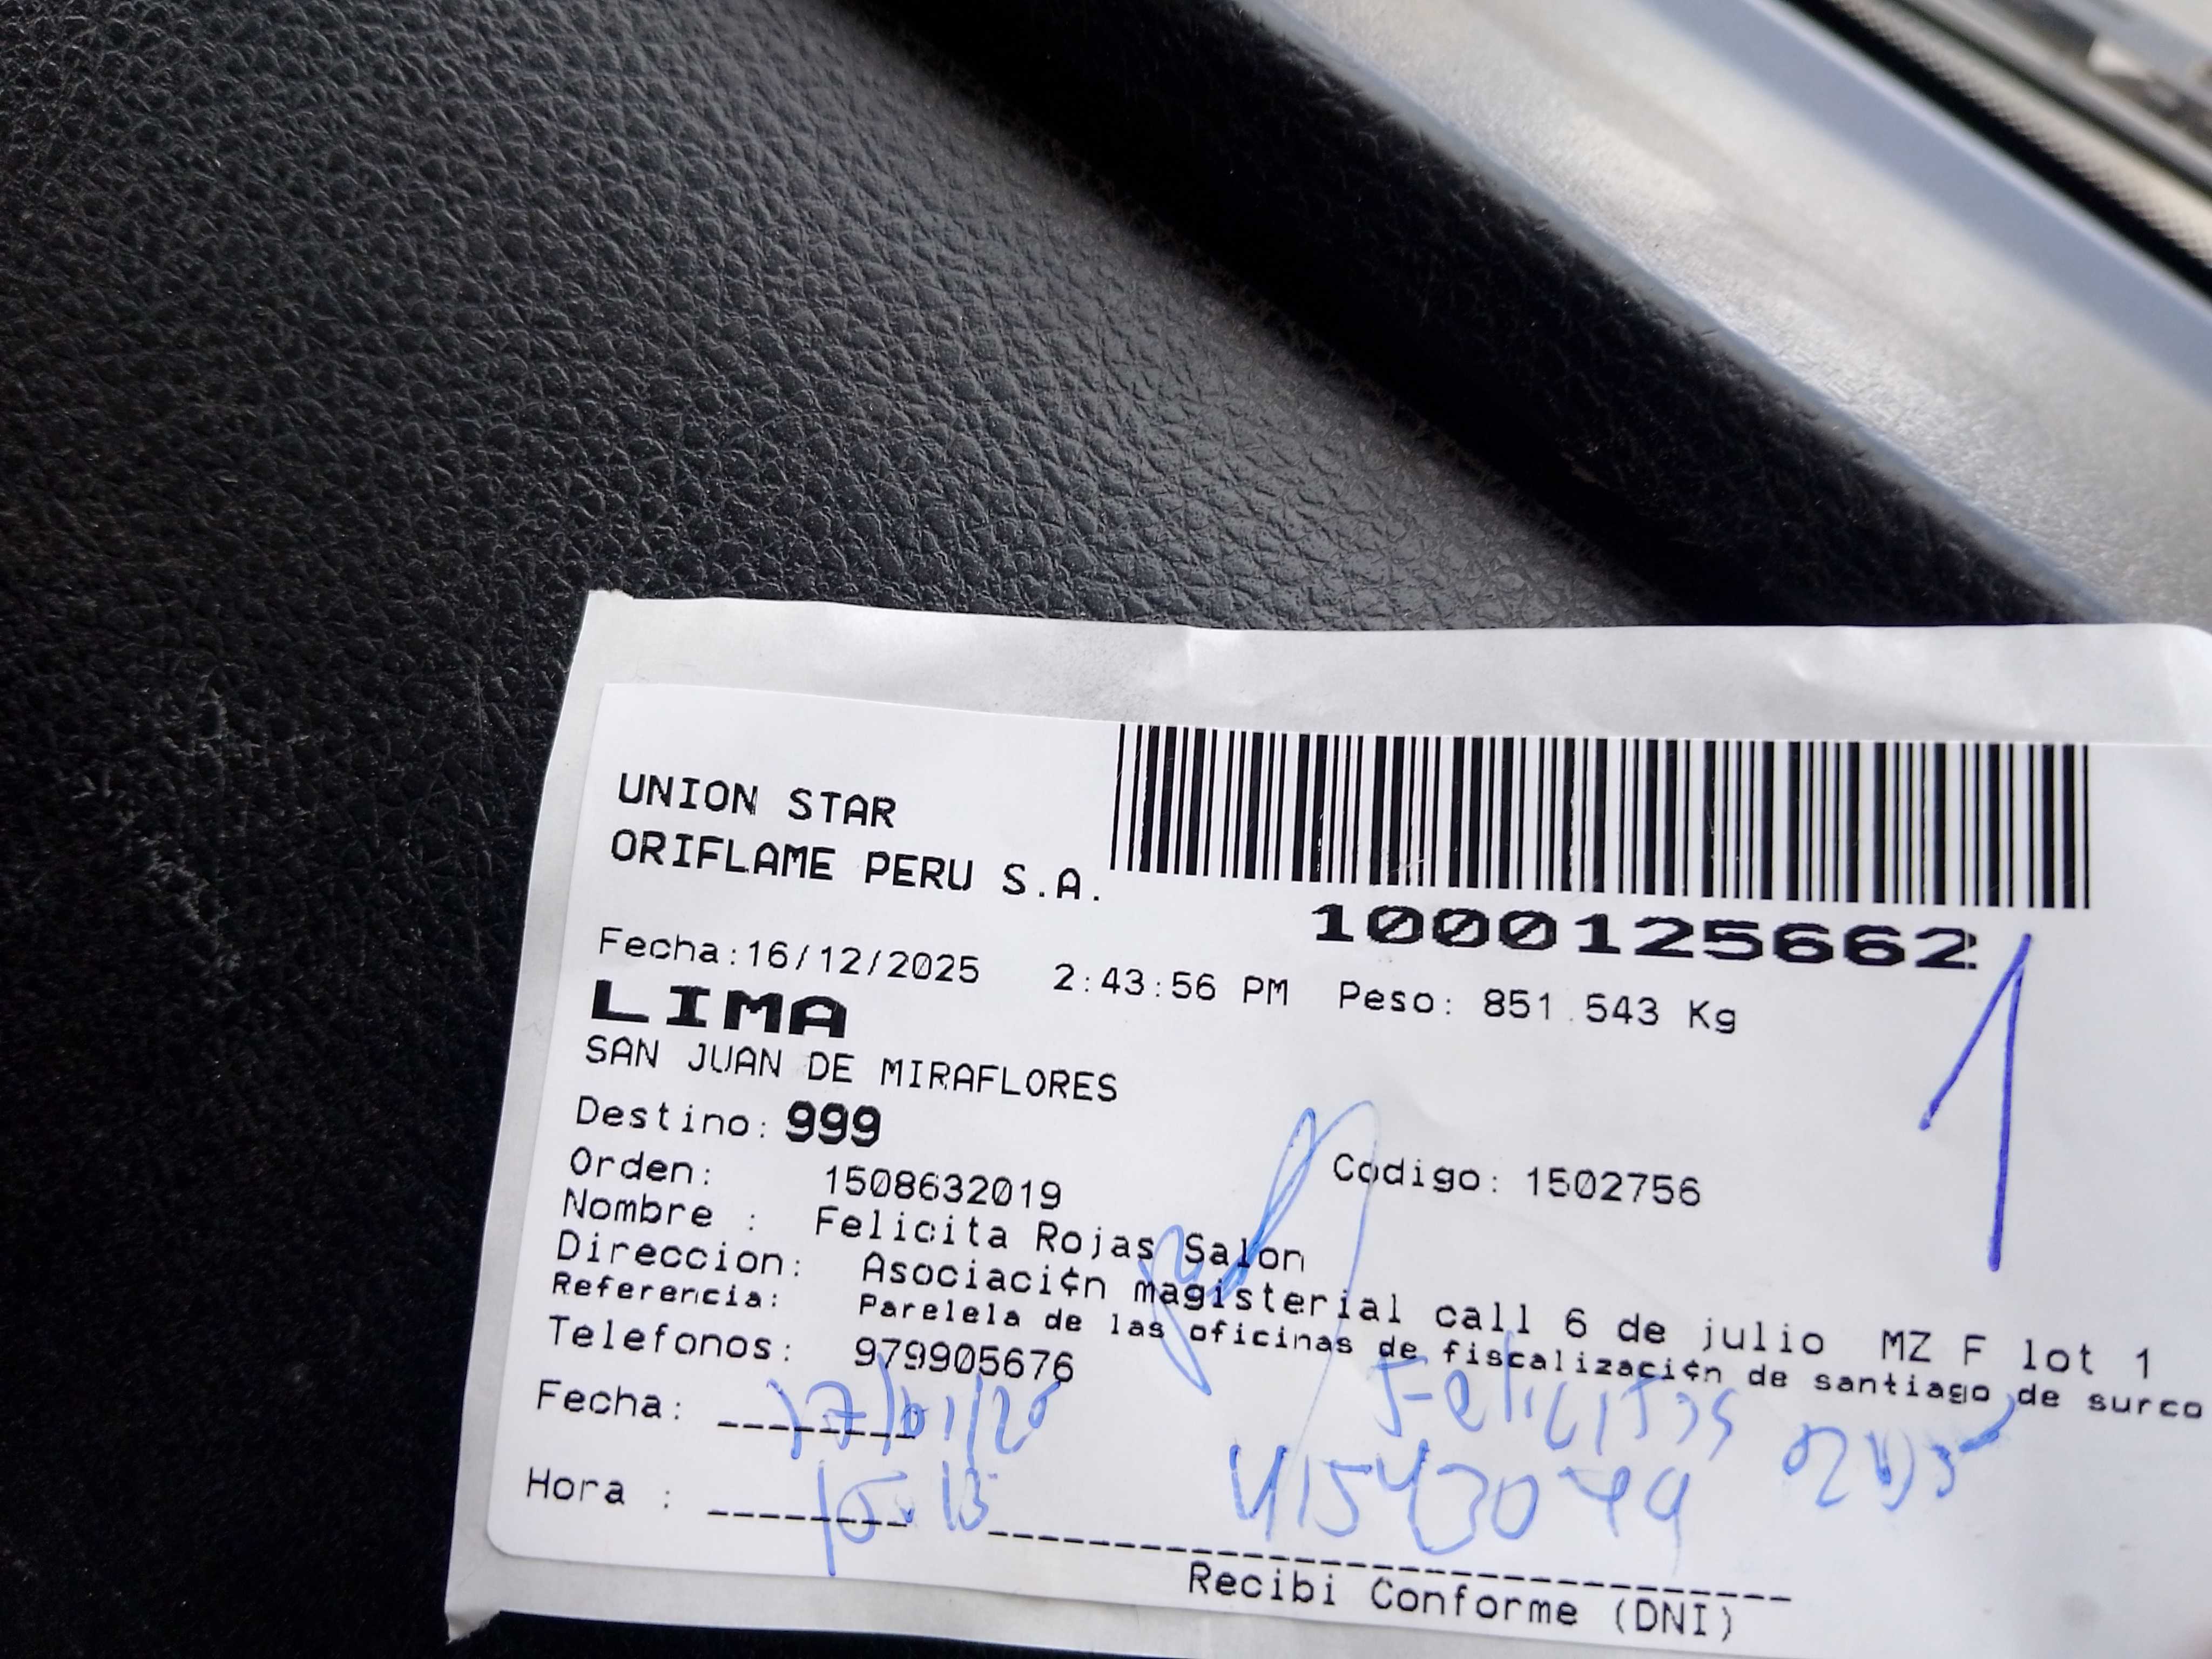 UNION STAR
ORIFLAME PERU S.A.
1000125662
Fecha:16/12/2025 2:43:56 PM Peso: 851.543 Kg
LIMA
SAN JUAN DE MIRAFLORES
Destino: 999
Orden: 1508632019 Codigo: 1502756
Nombre : Felicita Rojas Salon
Direccion: Asociaci¢n magisterial call 6 de julio MZ F lot 1
Referencia: Parelela de las oficinas de fiscalizaci¢n de santiago de surco
Telefonos: 979905676
Fecha:
Hora :
Recibi Conforme (DNI)
1